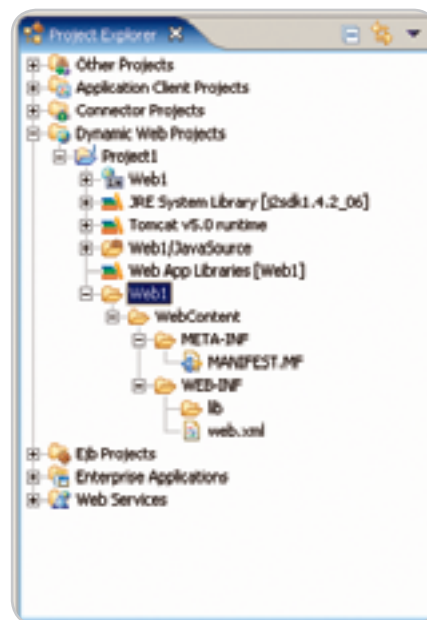 Project Explorer
Other Projects
Application Client Projects
Connector Projects
Dynamic Web Projects
Project1
Web1
JRE System Library [j2sdk1.4.2_06]
Tomcat v5.0 runtime
Web1/JavaSource
Web App Libraries [Web1]
Web1
WebContent
META-INF
MANIFEST.MF
WEB-INF
lib
web.xml
Ejb Projects
Enterprise Applications
Web Services